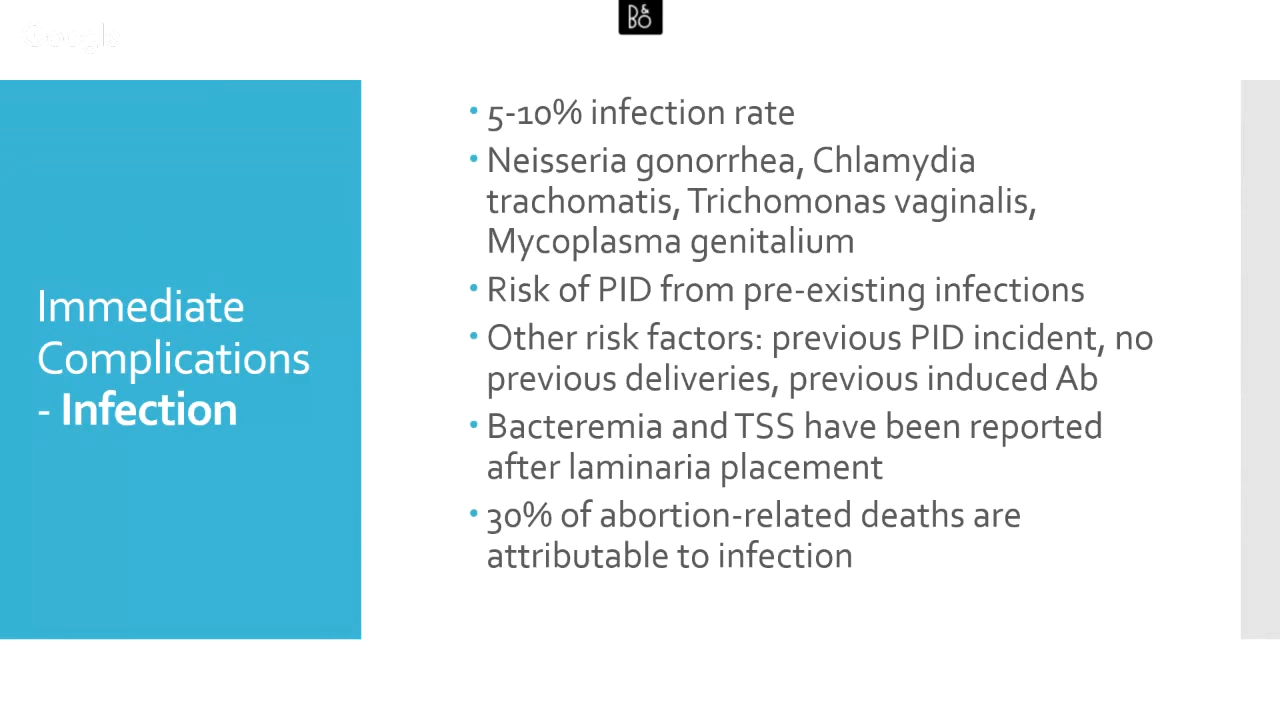 Google
B&O
Immediate
Complications
- Infection
• 5-10% infection rate
• Neisseria gonorrhea, Chlamydia
trachomatis, Trichomonas vaginalis,
Mycoplasma genitalium
• Risk of PID from pre-existing infections
• Other risk factors: previous PID incident, no
previous deliveries, previous induced Ab
• Bacteremia and TSS have been reported
after laminaria placement
• 30% of abortion-related deaths are
attributable to infection